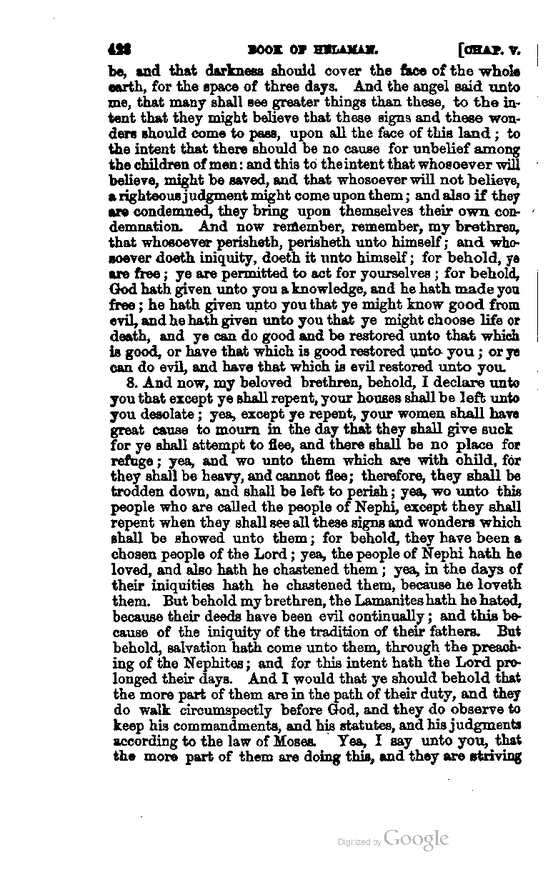 428 BOOK OF HELAMAN. [CHAP. V.
be, and that darkness should cover the face of the whole
earth, for the space of three days. And the angel said unto
me, that many shall see greater things than these, to the in-
tent that they might believe that these signs and these won-
ders should come to pass, upon all the face of this land; to
the intent that there should be no cause for unbelief among
the children of men: and this to the intent that whosoever will
believe, might be saved, and that whosoever will not believe,
a righteous judgment might come upon them; and also if they
are condemned, they bring upon themselves their own con-
demnation. And now remember, remember, my brethren,
that whosoever perisheth, perisheth unto himself; and who-
soever doeth iniquity, doeth it unto himself; for behold, ye
are free; ye are permitted to act for yourselves; for behold,
God hath given unto you a knowledge, and he hath made you
free; he hath given unto you that ye might know good from
evil, and he hath given unto you that ye might choose life or
death, and ye can do good and be restored unto that which
is good, or have that which is good restored unto you; or ye
can do evil, and have that which is evil restored unto you.
8. And now, my beloved brethren, behold, I declare unto
you that except ye shall repent, your houses shall be left unto
you desolate; yea, except ye repent, your women shall have
great cause to mourn in the day that they shall give suck
for ye shall attempt to flee, and there shall be no place for
refuge; yea, and wo unto them which are with child, for
they shall be heavy, and cannot flee; therefore, they shall be
trodden down, and shall be left to perish; yea, wo unto this
people who are called the people of Nephi, except they shall
repent when they shall see all these signs and wonders which
shall be showed unto them; for behold, they have been a
chosen people of the Lord; yea, the people of Nephi hath he
loved, and also hath he chastened them; yea, in the days of
their iniquities hath he chastened them, because he loveth
them. But behold my brethren, the Lamanites hath he hated,
because their deeds have been evil continually; and this be-
cause of the iniquity of the tradition of their fathers. But
behold, salvation hath come unto them, through the preach-
ing of the Nephites; and for this intent hath the Lord pro-
longed their days. And I would that ye should behold that
the more part of them are in the path of their duty, and they
do walk circumspectly before God, and they do observe to
keep his commandments, and his statutes, and his judgments
according to the law of Moses. Yea, I say unto you, that
the more part of them are doing this, and they are striving
Digitized by Google